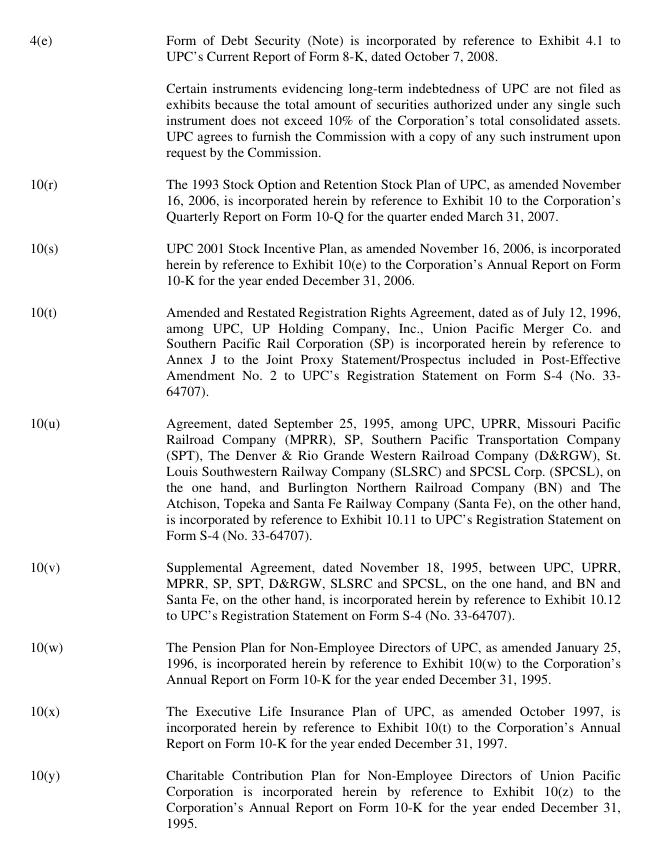 4(e) Form of Debt Security (Note) is incorporated by reference to Exhibit 4.1 to
UPC’s Current Report of Form 8-K, dated October 7, 2008.
Certain instruments evidencing long-term indebtedness of UPC are not filed as
exhibits because the total amount of securities authorized under any single such
instrument does not exceed 10% of the Corporation’s total consolidated assets.
UPC agrees to furnish the Commission with a copy of any such instrument upon
request by the Commission.
10(r) The 1993 Stock Option and Retention Stock Plan of UPC, as amended November
16, 2006, is incorporated herein by reference to Exhibit 10 to the Corporation’s
Quarterly Report on Form 10-Q for the quarter ended March 31, 2007.
10(s) UPC 2001 Stock Incentive Plan, as amended November 16, 2006, is incorporated
herein by reference to Exhibit 10(e) to the Corporation’s Annual Report on Form
10-K for the year ended December 31, 2006.
10(t) Amended and Restated Registration Rights Agreement, dated as of July 12, 1996,
among UPC, UP Holding Company, Inc., Union Pacific Merger Co. and
Southern Pacific Rail Corporation (SP) is incorporated herein by reference to
Annex J to the Joint Proxy Statement/Prospectus included in Post-Effective
Amendment No. 2 to UPC’s Registration Statement on Form S-4 (No. 33-
64707).
10(u) Agreement, dated September 25, 1995, among UPC, UPRR, Missouri Pacific
Railroad Company (MPRR), SP, Southern Pacific Transportation Company
(SPT), The Denver & Rio Grande Western Railroad Company (D&RGW), St.
Louis Southwestern Railway Company (SLSRC) and SPCSL Corp. (SPCSL), on
the one hand, and Burlington Northern Railroad Company (BN) and The
Atchison, Topeka and Santa Fe Railway Company (Santa Fe), on the other hand,
is incorporated by reference to Exhibit 10.11 to UPC’s Registration Statement on
Form S-4 (No. 33-64707).
10(v) Supplemental Agreement, dated November 18, 1995, between UPC, UPRR,
MPRR, SP, SPT, D&RGW, SLSRC and SPCSL, on the one hand, and BN and
Santa Fe, on the other hand, is incorporated herein by reference to Exhibit 10.12
to UPC’s Registration Statement on Form S-4 (No. 33-64707).
10(w) The Pension Plan for Non-Employee Directors of UPC, as amended January 25,
1996, is incorporated herein by reference to Exhibit 10(w) to the Corporation’s
Annual Report on Form 10-K for the year ended December 31, 1995.
10(x) The Executive Life Insurance Plan of UPC, as amended October 1997, is
incorporated herein by reference to Exhibit 10(t) to the Corporation’s Annual
Report on Form 10-K for the year ended December 31, 1997.
10(y) Charitable Contribution Plan for Non-Employee Directors of Union Pacific
Corporation is incorporated herein by reference to Exhibit 10(z) to the
Corporation’s Annual Report on Form 10-K for the year ended December 31,
1995.